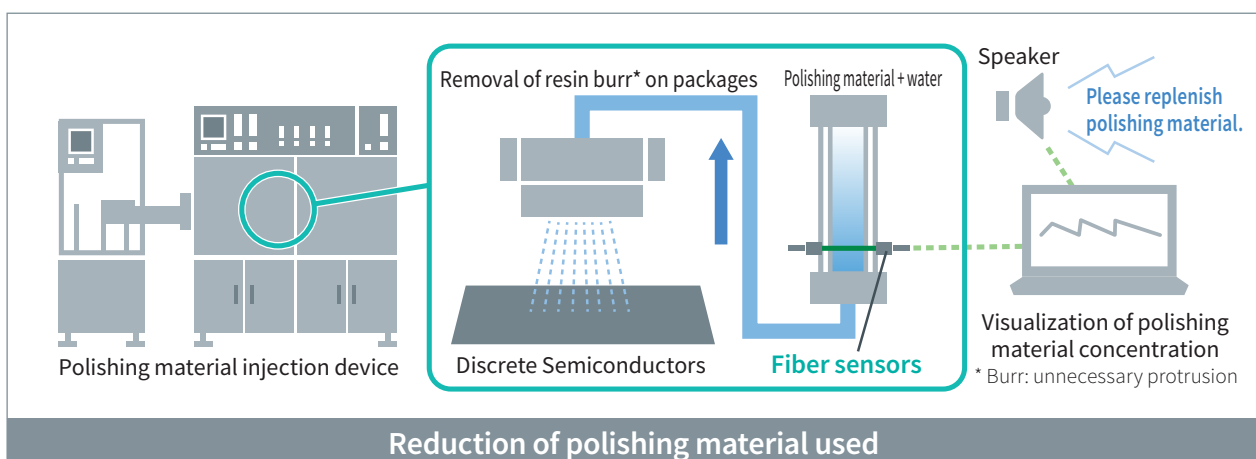 Removal of resin burr* on packages
Polishing material + water
Speaker
Please replenish
polishing material.
Polishing material injection device
Discrete Semiconductors
Fiber sensors
Visualization of polishing
material concentration
* Burr: unnecessary protrusion
Reduction of polishing material used